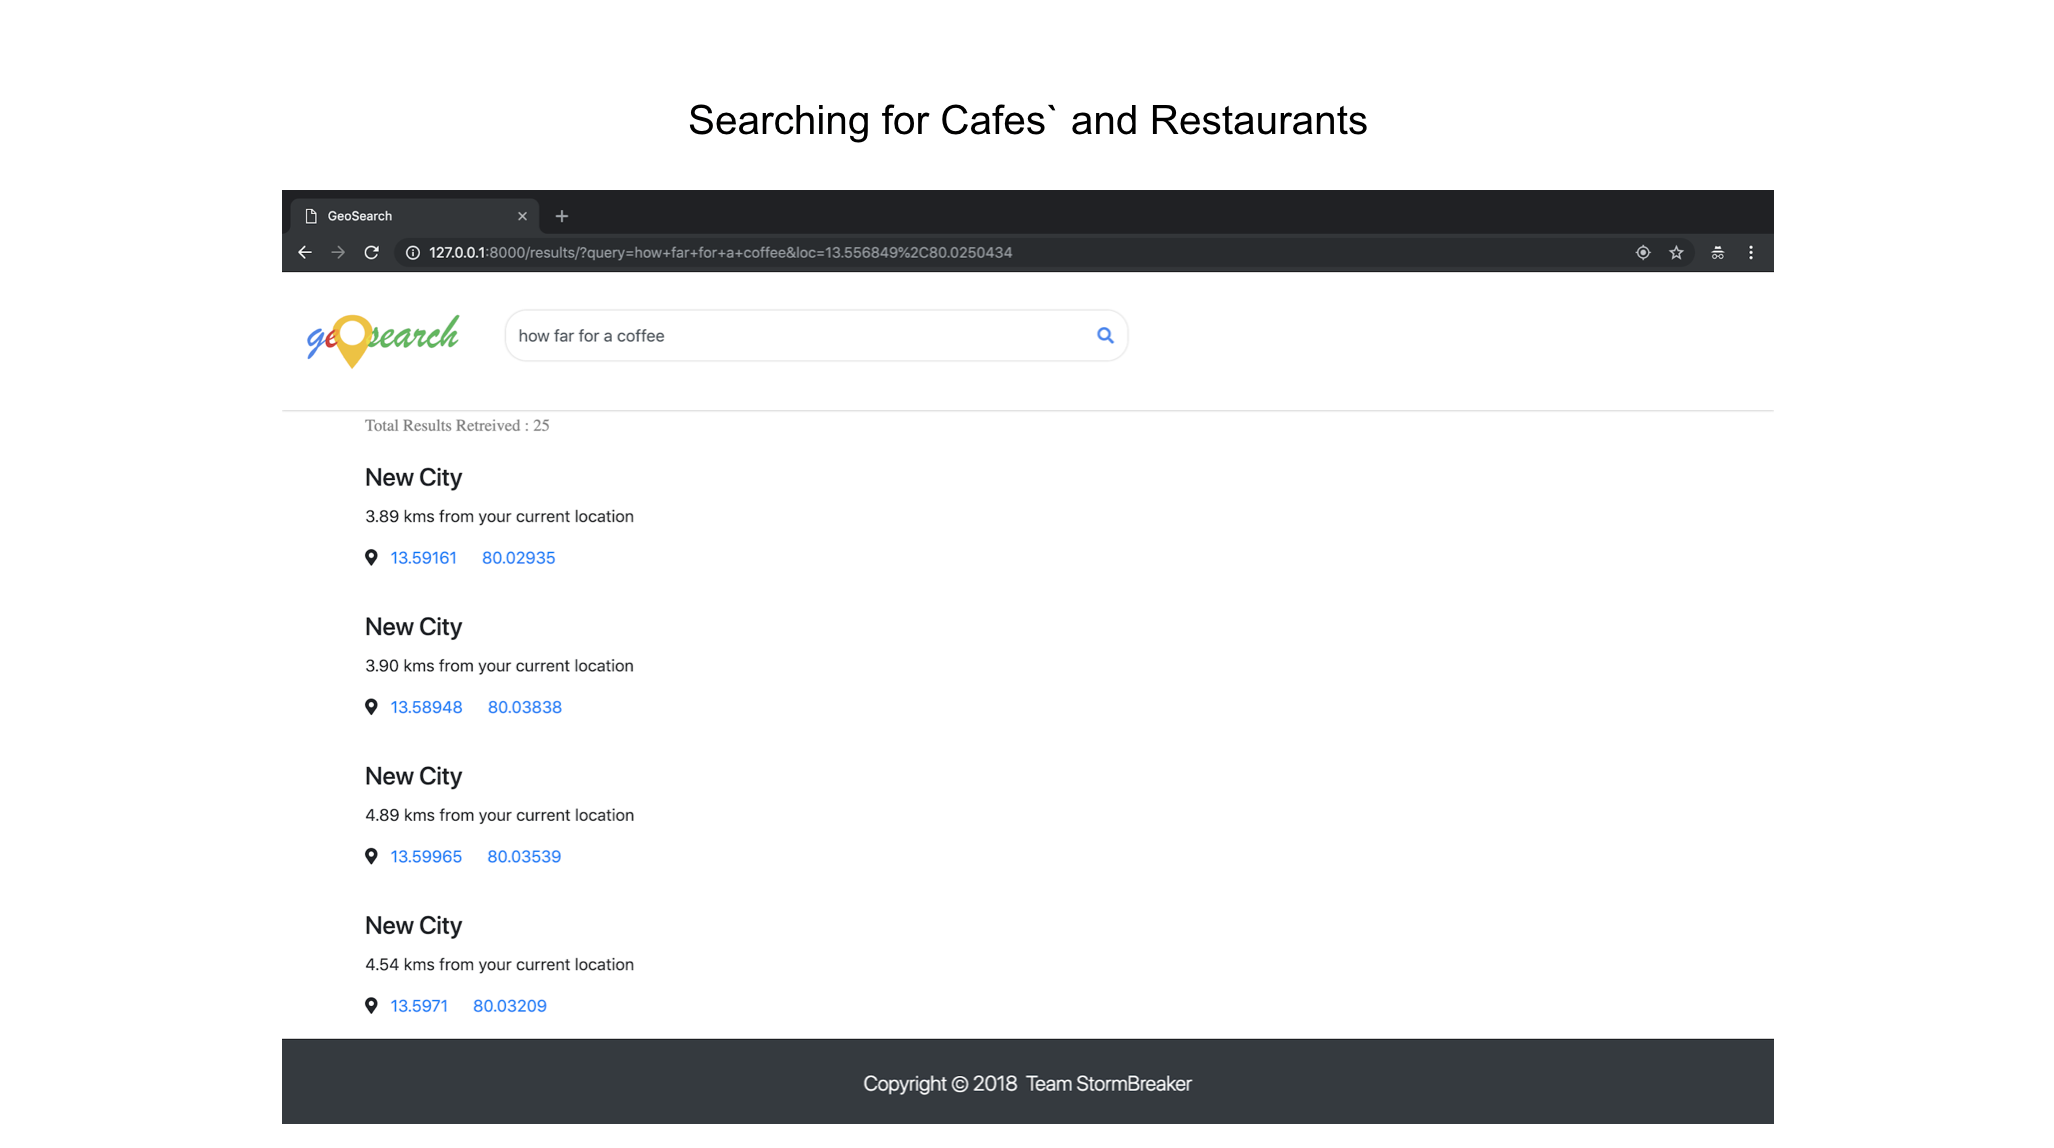 Searching for Cafes` and Restaurants
GeoSearch
127.0.0.1:8000/results/?query=how+far+for+a+coffee&loc=13.556849%2C80.0250434
geosearch
how far for a coffee
Total Results Retreived : 25
New City
3.89 kms from your current location
13.59161 80.02935
New City
3.90 kms from your current location
13.58948 80.03838
New City
4.89 kms from your current location
13.59965 80.03539
New City
4.54 kms from your current location
13.5971 80.03209
Copyright © 2018 Team StormBreaker